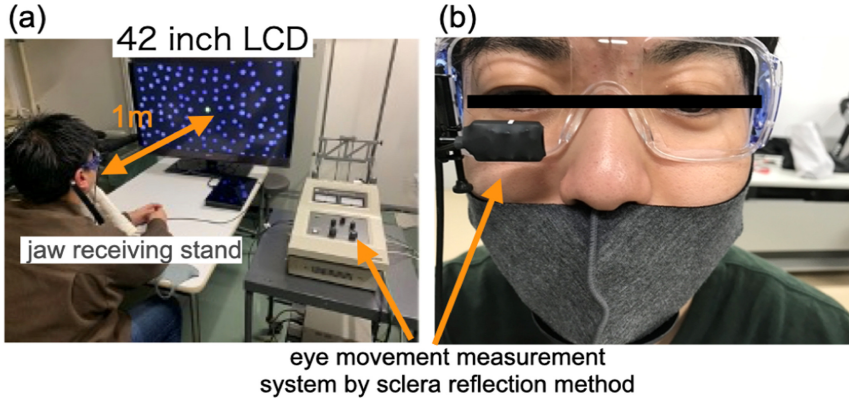 (a)
42 inch LCD
1m
jaw receiving stand
(b)
eye movement measurement
system by sclera reflection method